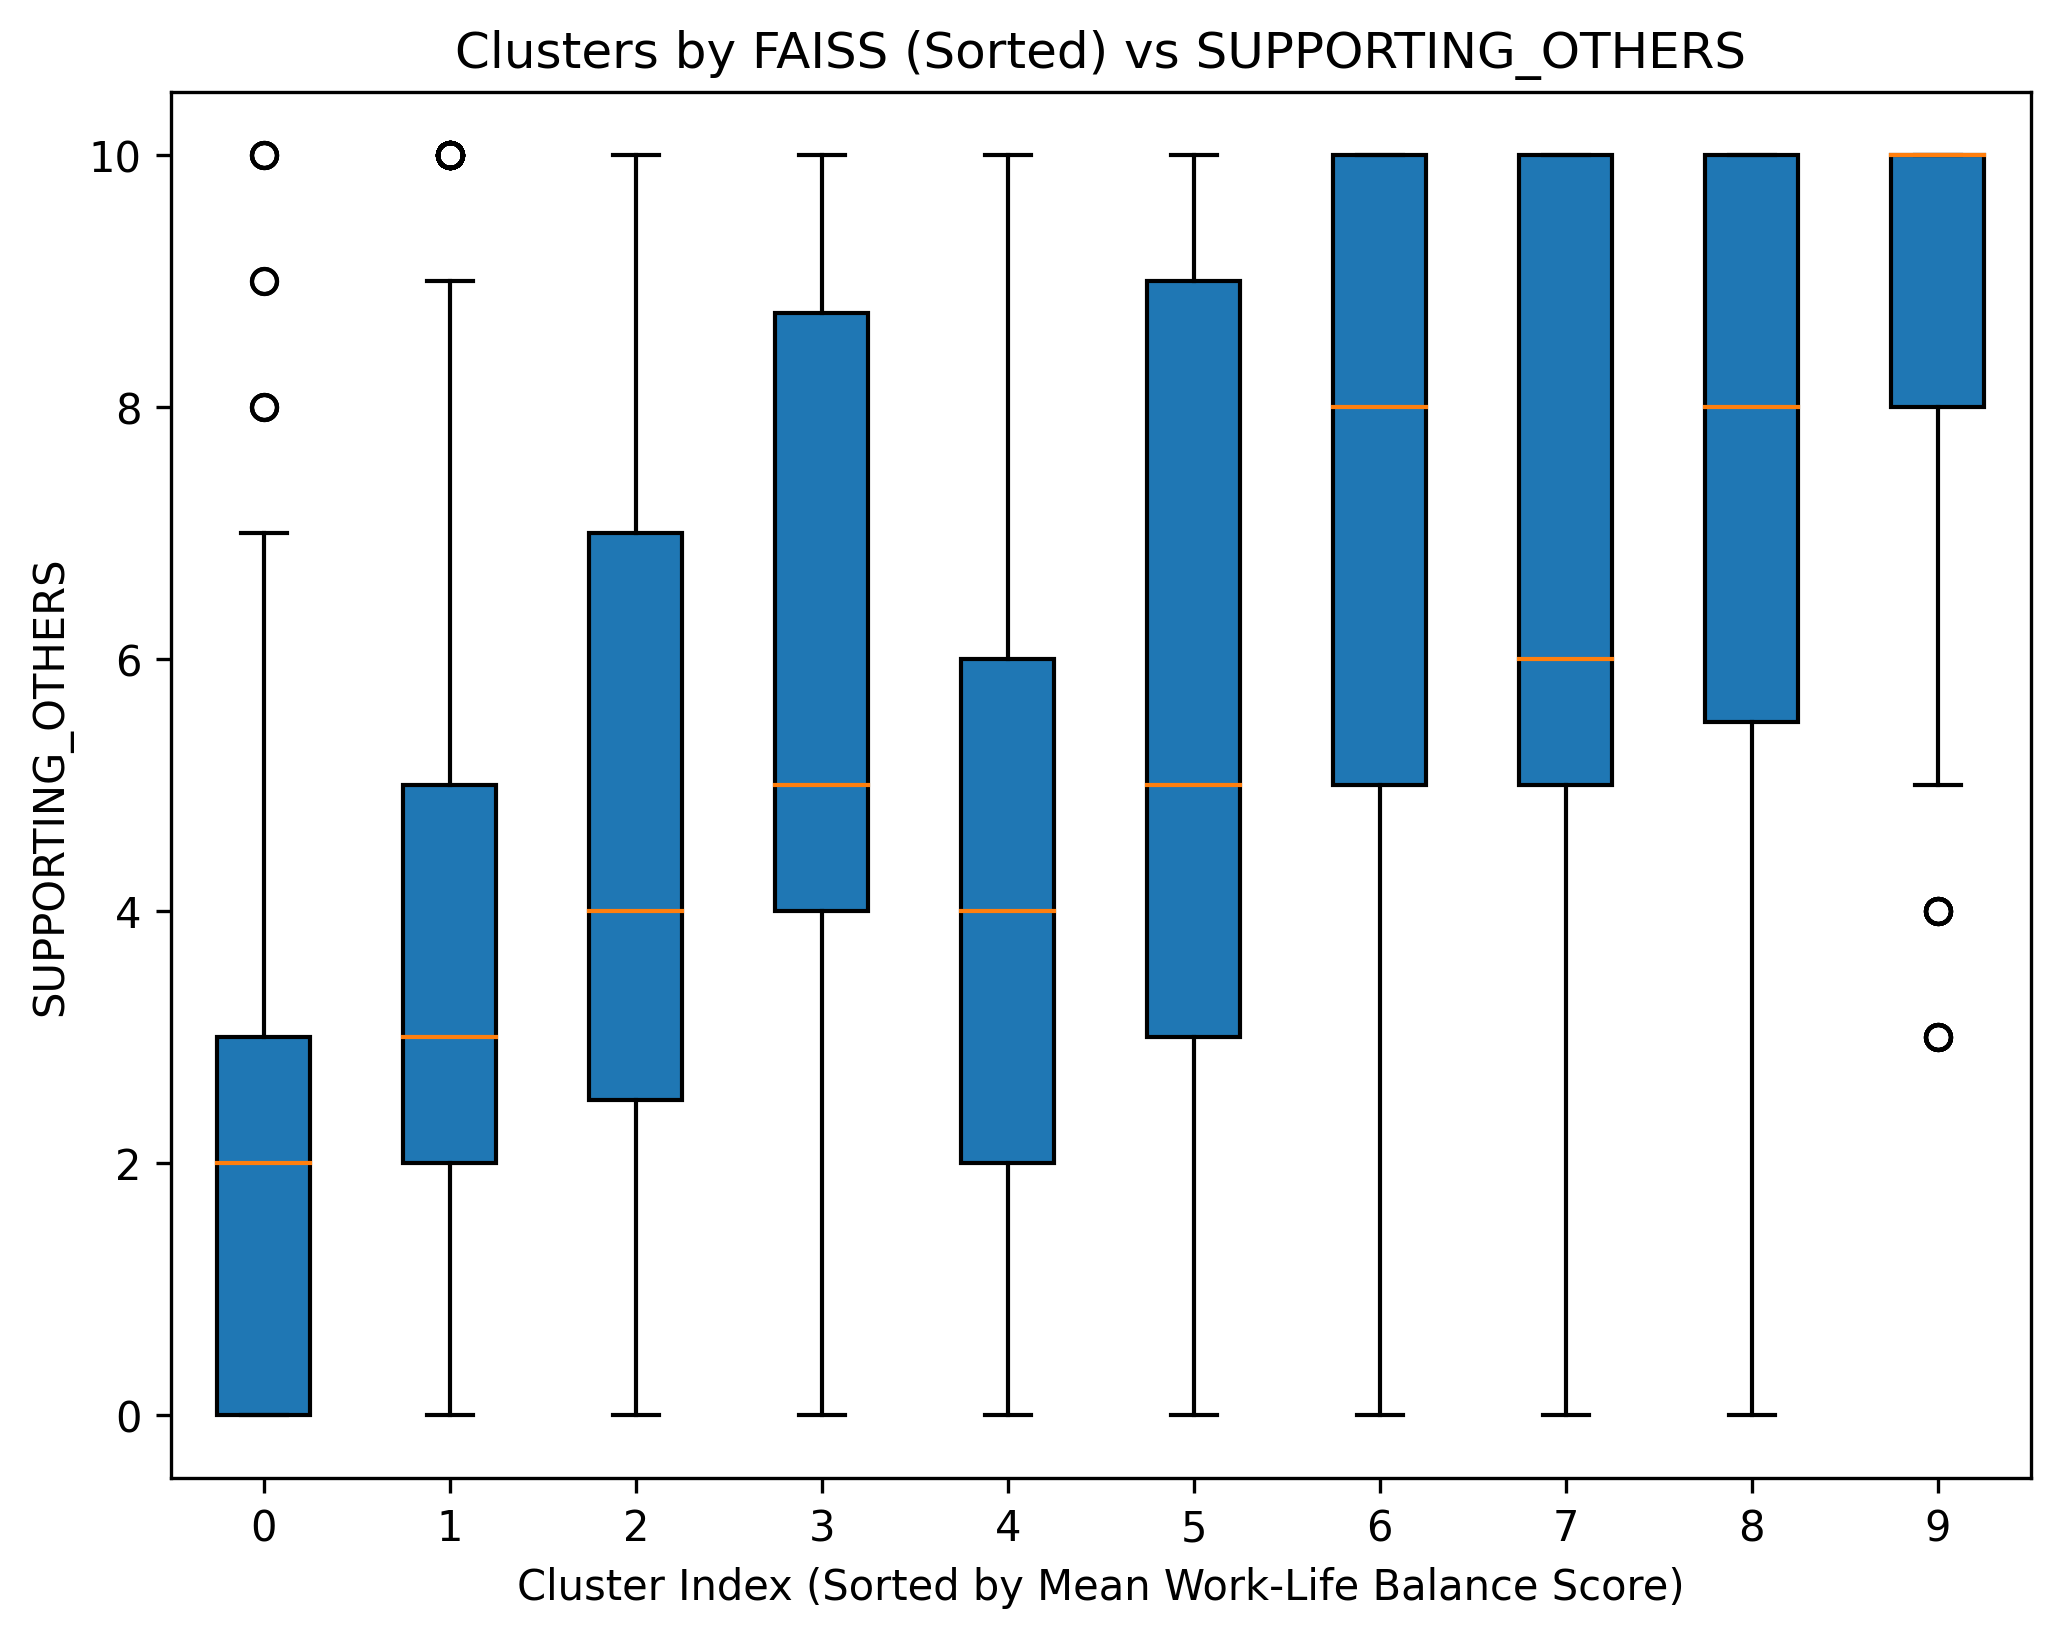 Clusters by FAISS (Sorted) vs SUPPORTING_OTHERS
SUPPORTING_OTHERS
10
8
6
4
2
0
0 1 2 3 4 5 6 7 8 9
Cluster Index (Sorted by Mean Work-Life Balance Score)